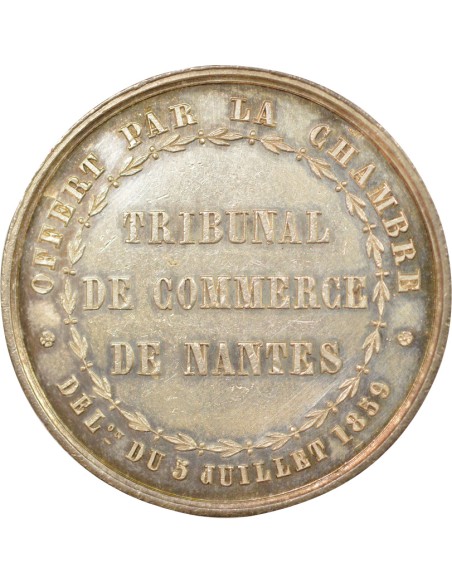 OFFERT PAR LA CHAMBRE
TRIBUNAL
DE COMMERCE
DE NANTES
DEL.ON DU 5 JUILLET 1859